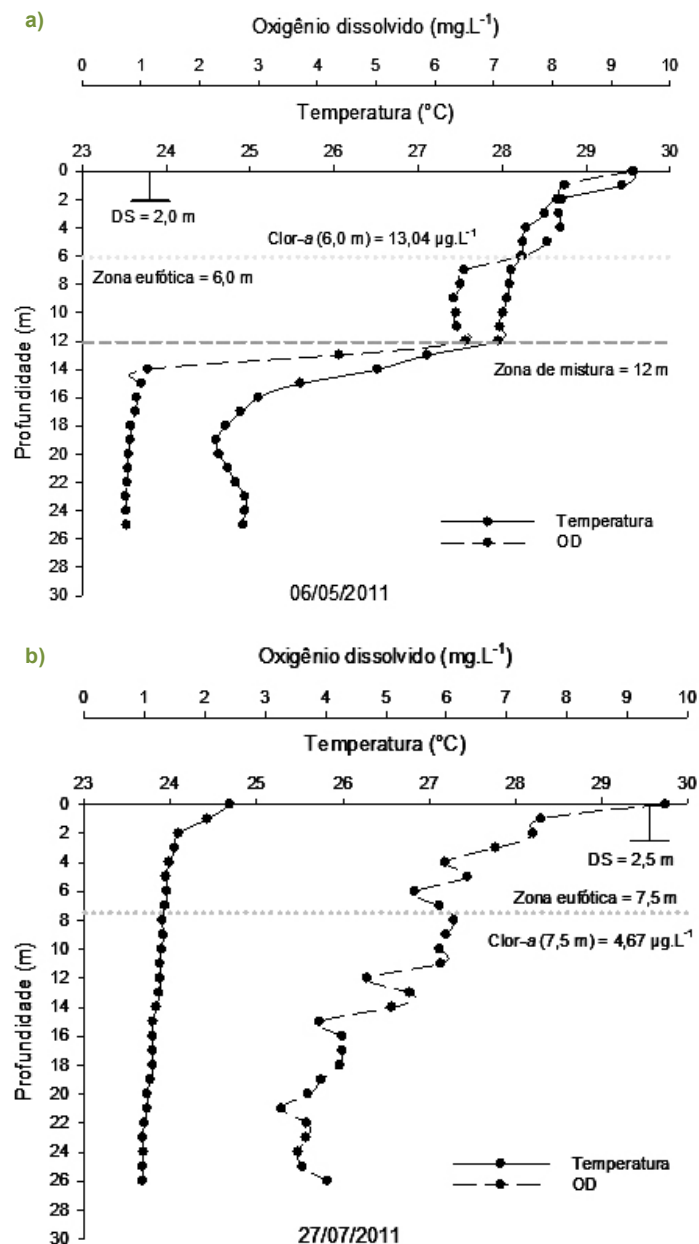 a)
Oxigênio dissolvido (mg.L⁻¹)
0 1 2 3 4 5 6 7 8 9 10
Temperatura (°C)
23 24 25 26 27 28 29 30
0
2
4
6
8
10
12
14
16
18
20
22
24
26
28
30
Profundidade (m)
DS = 2,0 m
Clor-a (6,0 m) = 13,04 µg.L⁻¹
Zona eufótica = 6,0 m
Zona de mistura = 12 m
Temperatura
OD
06/05/2011
b)
Oxigênio dissolvido (mg.L⁻¹)
0 1 2 3 4 5 6 7 8 9 10
Temperatura (°C)
23 24 25 26 27 28 29 30
0
2
4
6
8
10
12
14
16
18
20
22
24
26
28
30
Profundidade (m)
DS = 2,5 m
Zona eufótica = 7,5 m
Clor-a (7,5 m) = 4,67 µg.L⁻¹
Temperatura
OD
27/07/2011